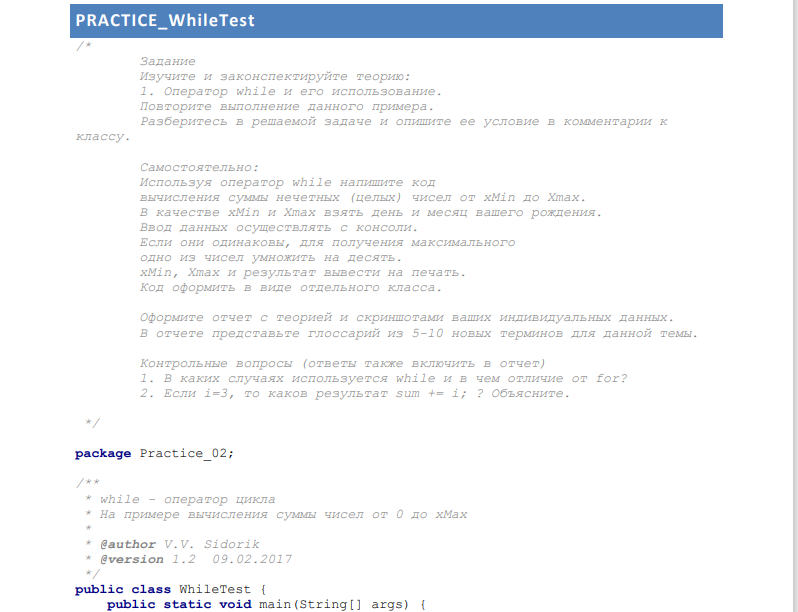 PRACTICE_WhileTest
/*
Задание
Изучите и законспектируйте теорию:
1. Оператор while и его использование.
Повторите выполнение данного примера.
Разберитесь в решаемой задаче и опишите ее условие в комментарии к
классу.
Самостоятельно:
Используя оператор while напишите код
вычисления суммы нечетных (целых) чисел от xMin до Xmax.
В качестве xMin и Xmax взять день и месяц вашего рождения.
Ввод данных осуществлять с консоли.
Если они одинаковы, для получения максимального
одно из чисел умножить на десять.
xMin, Xmax и результат вывести на печать.
Код оформить в виде отдельного класса.
Оформите отчет с теорией и скриншотами ваших индивидуальных данных.
В отчете представьте глоссарий из 5-10 новых терминов для данной темы.
Контрольные вопросы (ответы также включить в отчет)
1. В каких случаях используется while и в чем отличие от for?
2. Если i=3, то каков результат sum += i; ? Объясните.
*/
package Practice_02;
/**
* while - оператор цикла
* На примере вычисления суммы чисел от 0 до xMax
*
* @author V.V. Sidorik
* @version 1.2 09.02.2017
*/
public class WhileTest {
public static void main(String[] args) {